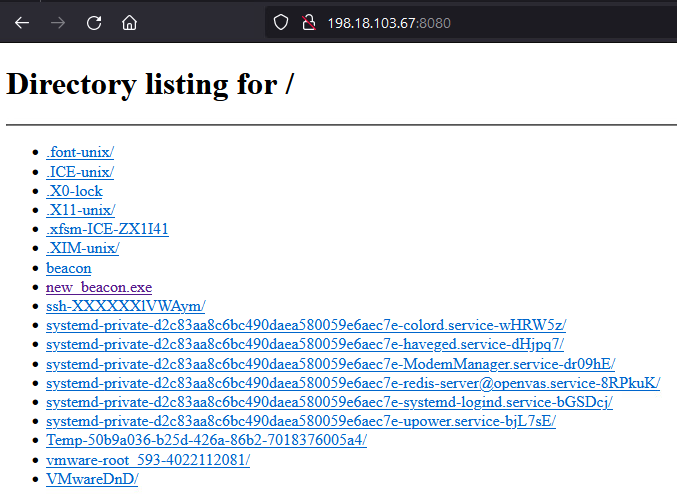 198.18.103.67:8080
Directory listing for /
.font-unix/
.ICE-unix/
.X0-lock
.X11-unix/
.xfsm-ICE-ZX1I41
.XIM-unix/
beacon
new_beacon.exe
ssh-XXXXXXlVWAym/
systemd-private-d2c83aa8c6bc490daea580059e6aec7e-colord.service-wHRW5z/
systemd-private-d2c83aa8c6bc490daea580059e6aec7e-haveged.service-dHjpq7/
systemd-private-d2c83aa8c6bc490daea580059e6aec7e-ModemManager.service-dr09hE/
systemd-private-d2c83aa8c6bc490daea580059e6aec7e-redis-server@openvas.service-8RPkuK/
systemd-private-d2c83aa8c6bc490daea580059e6aec7e-systemd-logind.service-bGSDcj/
systemd-private-d2c83aa8c6bc490daea580059e6aec7e-upower.service-bjL7sE/
Temp-50b9a036-b25d-426a-86b2-7018376005a4/
vmware-root_593-4022112081/
VMwareDnD/